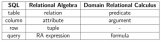 SQL Relational Algebra Domain Relational Calculus
table relation predicate
column attribute argument
row tuple -
query RA expression formula